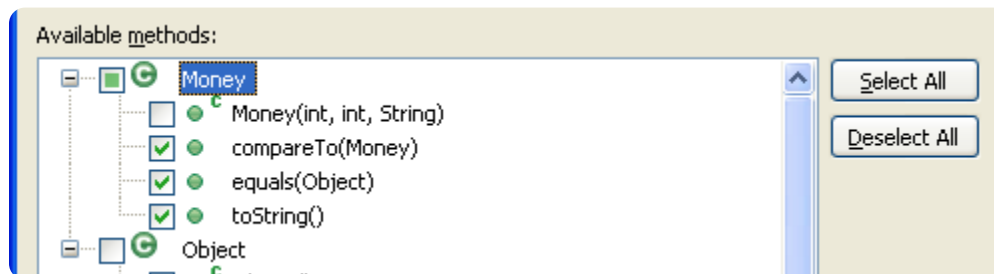 Available methods:
Money
Select All
Money(int, int, String)
compareTo(Money)
Deselect All
equals(Object)
toString()
Object